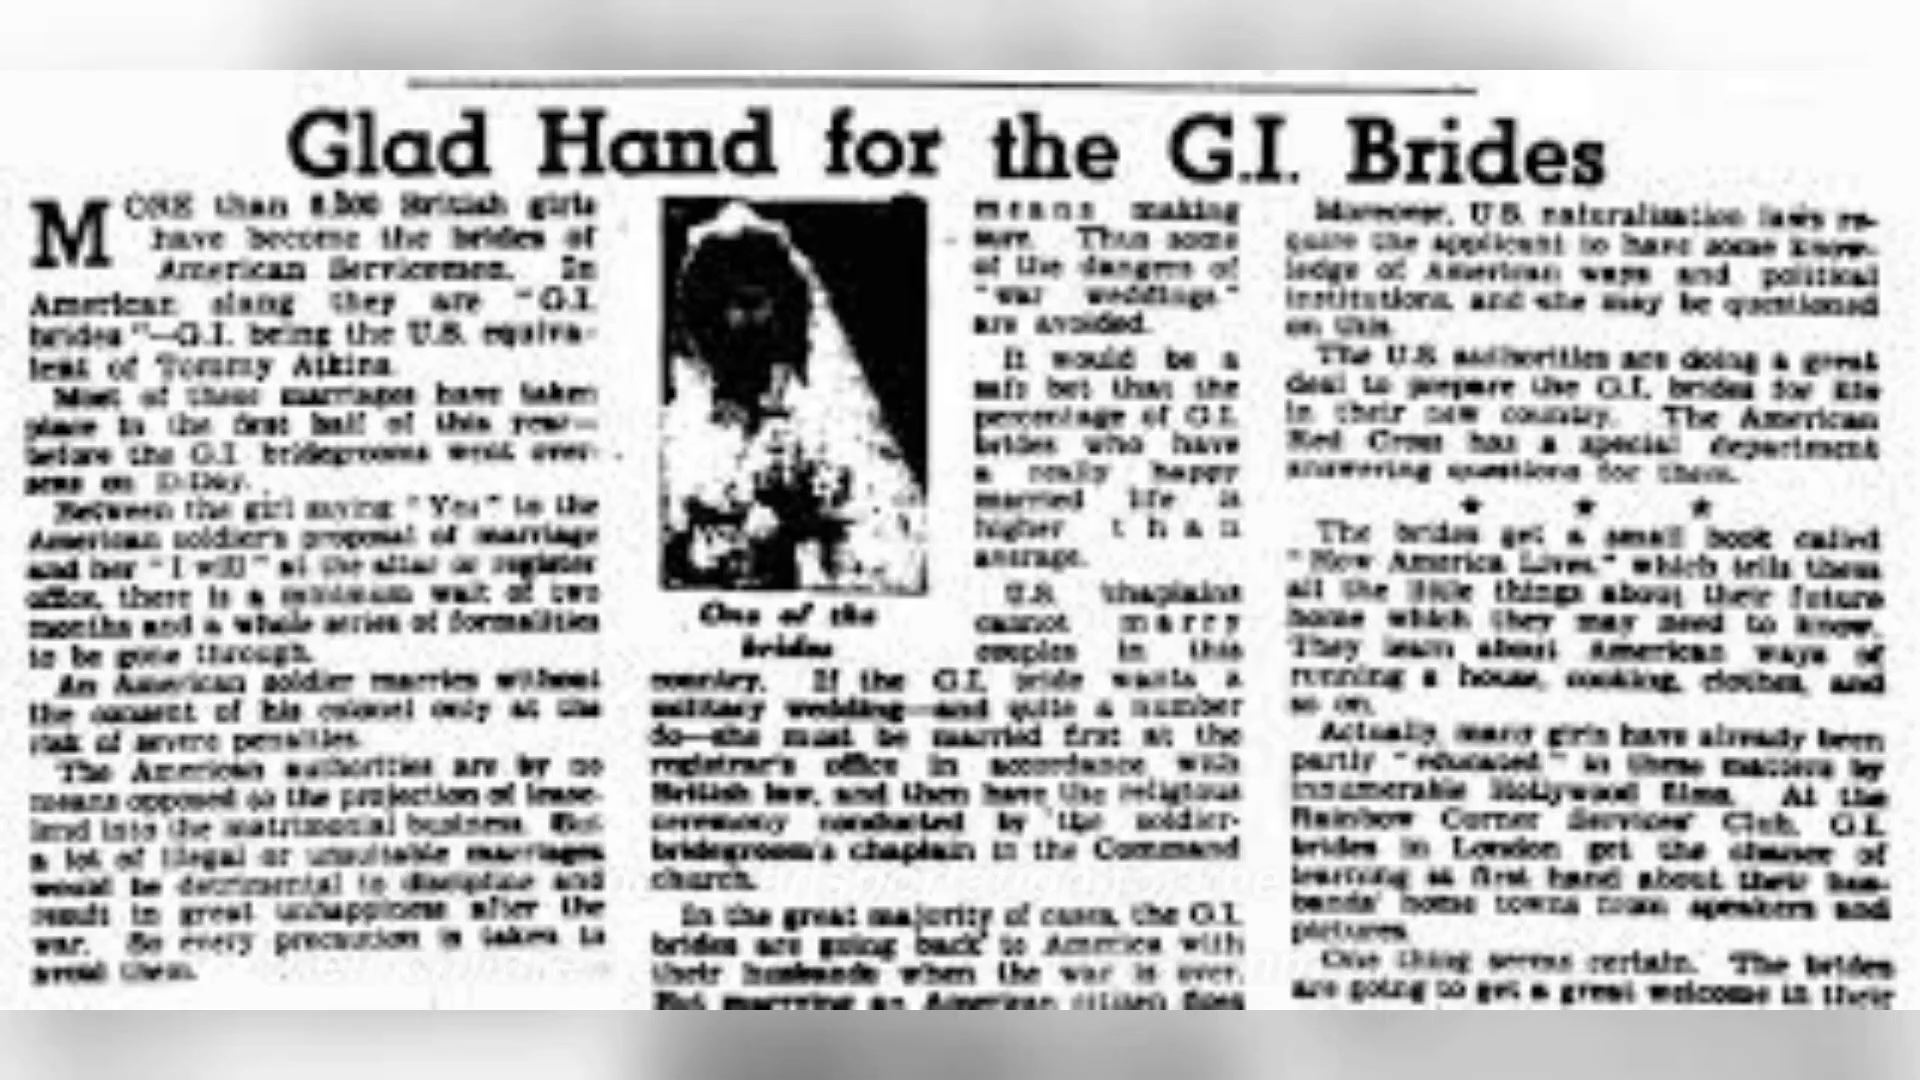 Glad Hand for the G.I. Brides
MORE than British girls
have become the brides of
American Servicemen. In
American slang they are "G.I.
brides"—G.I. being the U.S. equiva-
lent of Tommy Atkins.
Most of these marriages have taken
place in the first half of this year—
before the G.I. bridegrooms went over-
seas on D-Day.
Between the girl saying "Yes" to the
American soldier's proposal of marriage
and her "I will" at the altar or register
office, there is a minimum wait of two
months and a whole series of formalities
to be gone through.
An American soldier marries without
the consent of his colonel only at the
risk of severe penalties.
The American authorities are by no
means opposed to the projection of lease-
lend into the matrimonial business. But
a lot of illegal or unsuitable marriages
would be detrimental to discipline and
result in great unhappiness after the
war. So every precaution is taken to
avoid them.
One of the
brides
means making
sure. Thus some
of the dangers of
"war weddings"
are avoided.
It would be a
safe bet that the
percentage of G.I.
brides who have
a really happy
married life is
higher than
average.
U.S. chaplains
cannot marry
couples in this
country. If the G.I. bride wants a
military wedding—and quite a number
do—she must be married first at the
registrar's office in accordance with
British law, and then have the religious
ceremony conducted by the soldier-
bridegroom's chaplain in the Command
church.
In the great majority of cases, the G.I.
brides are going back to America with
their husbands when the war is over.
But marrying an American citizen does
Moreover, U.S. naturalization laws re-
quire the applicant to have some know-
ledge of American ways and political
institutions, and she may be questioned
on this.
The U.S. authorities are doing a great
deal to prepare the G.I. brides for life
in their new country. The American
Red Cross has a special department
answering questions for them.
★ ★ ★
The brides get a small book called
"How America Lives," which tells them
all the little things about their future
home which they may need to know.
They learn about American ways of
running a house, cooking, clothes, and
so on.
Actually, many girls have already been
partly "educated" in these matters by
innumerable Hollywood films. At the
Rainbow Corner Services' Club, G.I.
brides in London get the chance of
learning at first hand about their hus-
bands' home towns from speakers and
pictures.
One thing seems certain. The brides
are going to get a great welcome in their